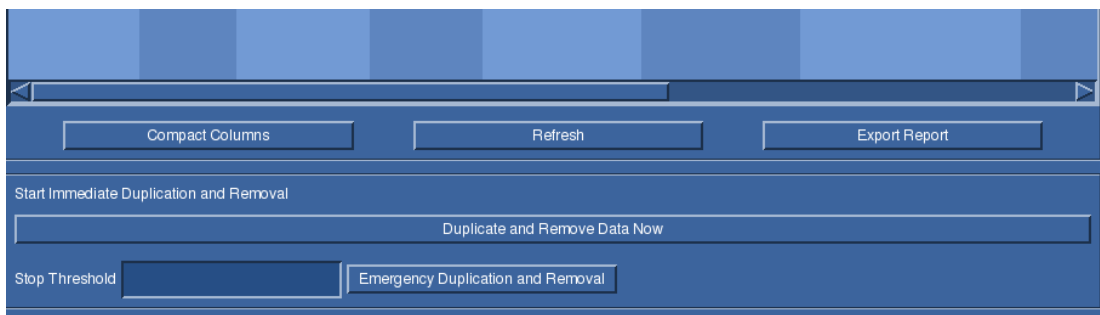 Compact Columns Refresh Export Report
Start Immediate Duplication and Removal
Duplicate and Remove Data Now
Stop Threshold Emergency Duplication and Removal